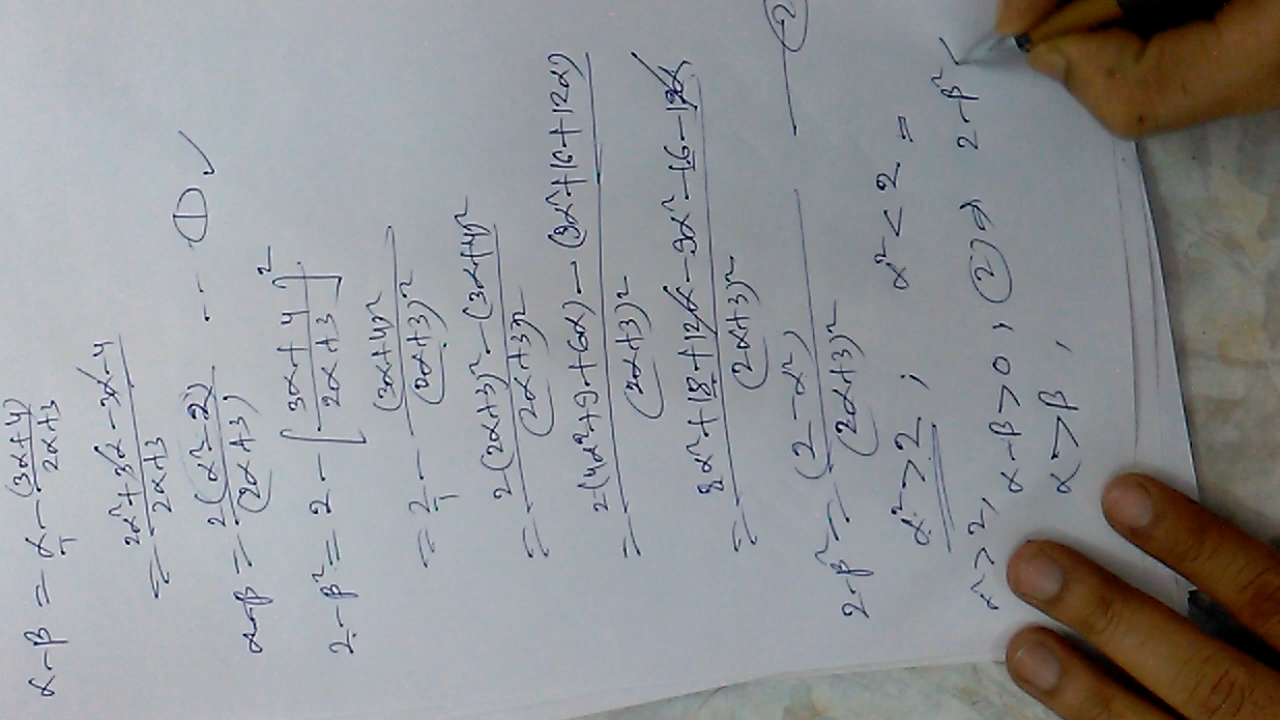 α-β = α/1 - (3α+4)/(2α+3)
= (2α²+3α-3α-4)/(2α+3)
α-β = 2(α²-2)/(2α+3) --- ① ✓
2-β² = 2 - [(3α+4)/(2α+3)]²
= 2/1 - (3α+4)²/(2α+3)²
= (2(2α+3)²-(3α+4)²)/(2α+3)²
= (2(4α²+9+6α) - (9α²+16+12α))/(2α+3)²
= (8α²+18+12α-9α²-16-12α)/(2α+3)²
2-β² = (2-α²)/(2α+3)² — ②
α²>2 ; α²<2 =
α²>2, α-β>0, ②⇒ 2-β²<
α>β,